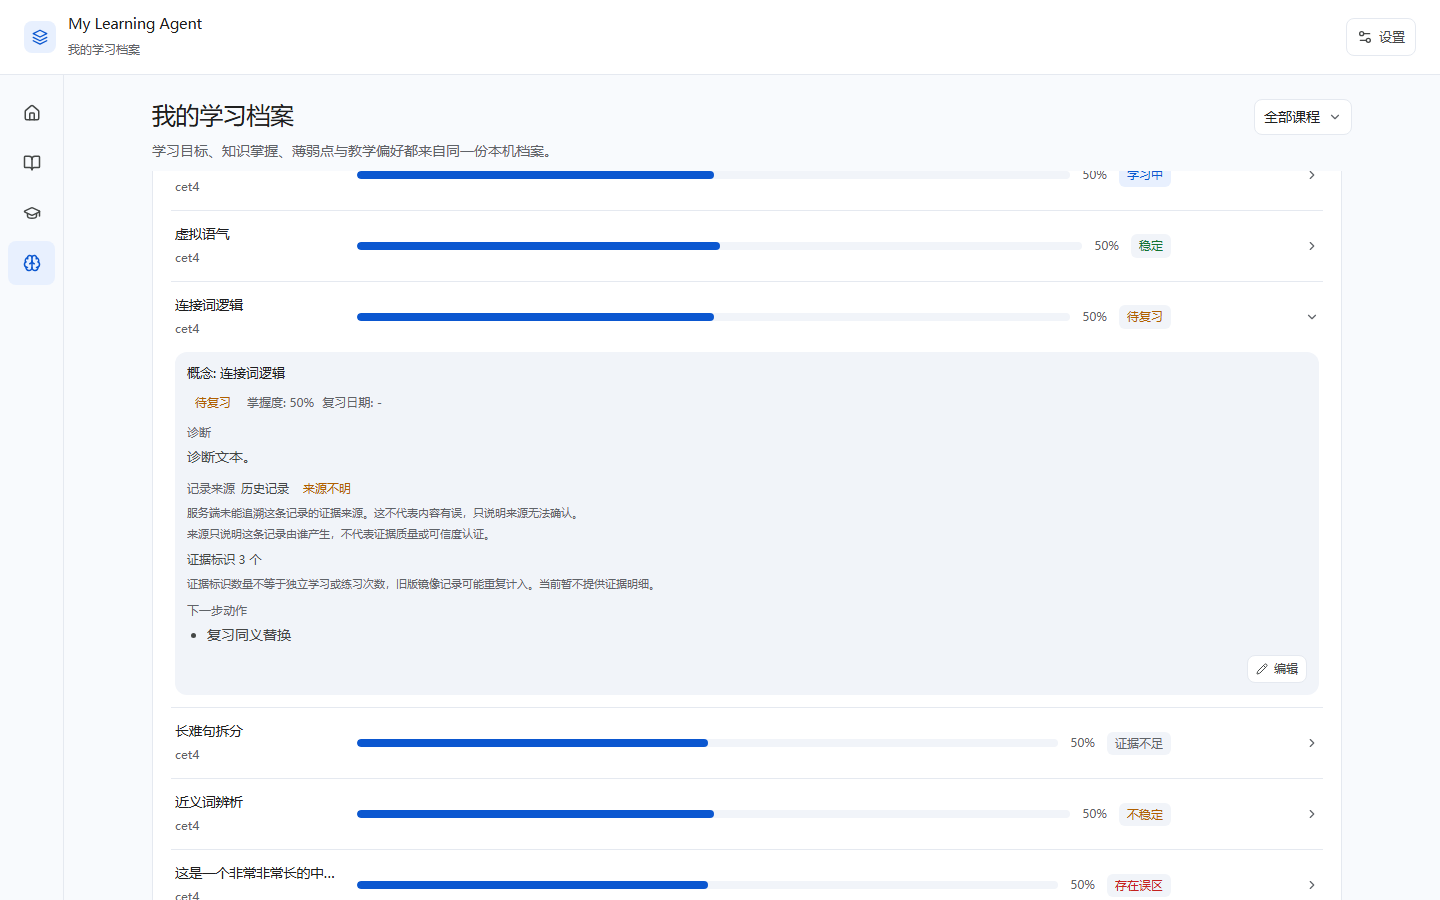 My Learning Agent
我的学习档案
设置
我的学习档案
全部课程
学习目标、知识掌握、薄弱点与教学偏好都来自同一份本机档案。
cet4
50%
学习中
虚拟语气
cet4
50%
稳定
连接词逻辑
cet4
50%
待复习
概念: 连接词逻辑
待复习 掌握度: 50% 复习日期: -
诊断
诊断文本。
记录来源 历史记录 来源不明
服务端未能追溯这条记录的证据来源。这不代表内容有误，只说明来源无法确认。
来源只说明这条记录由谁产生，不代表证据质量或可信度认证。
证据标识 3 个
证据标识数量不等于独立学习或练习次数，旧版镜像记录可能重复计入。当前暂不提供证据明细。
下一步动作
• 复习同义替换
编辑
长难句拆分
cet4
50%
证据不足
近义词辨析
cet4
50%
不稳定
这是一个非常非常长的中...
cet4
50%
存在误区